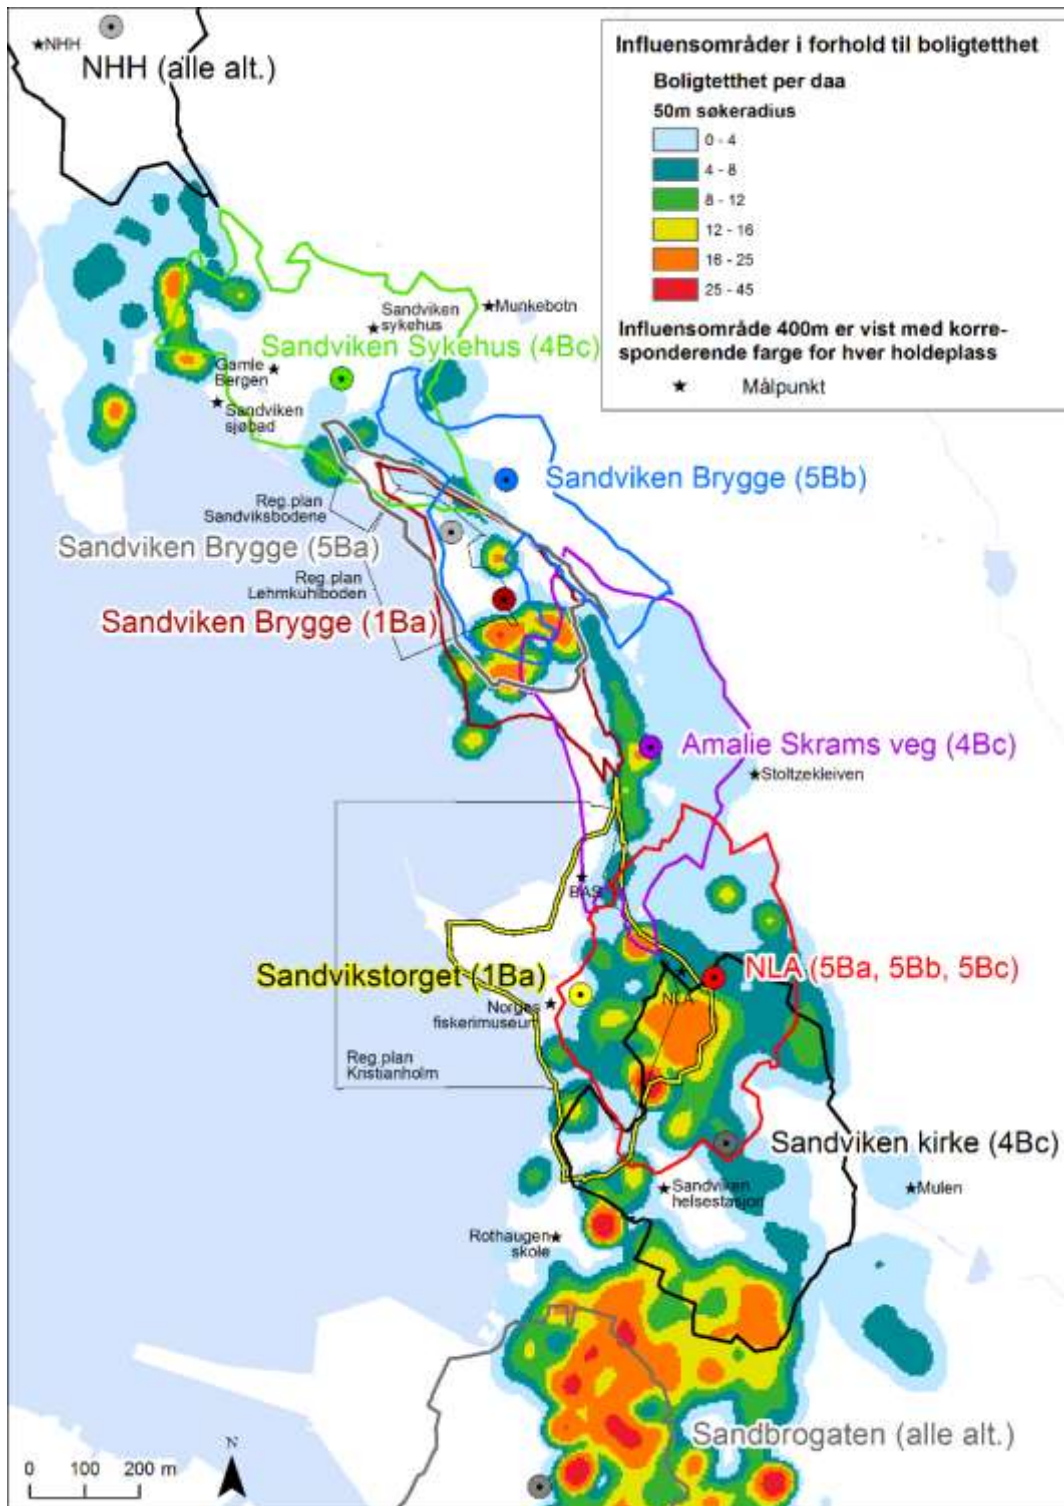 NHH
NHH (alle alt.)
Influensområder i forhold til boligtetthet
Boligtetthet per daa
50m søkeradius
0 - 4
4 - 8
8 - 12
12 - 16
16 - 25
25 - 45
Influensområde 400m er vist med korre-
sponderende farge for hver holdeplass
Målpunkt
Sandviken
sykehus
Munkebotn
Sandviken Sykehus (4Bc)
Gamle
Bergen
Sandviken
sjøbad
Sandviken Brygge (5Bb)
Reg.plan
Sandviksbodene
Sandviken Brygge (5Ba)
Reg.plan
Lehmkuhlboden
Sandviken Brygge (1Ba)
Amalie Skrams veg (4Bc)
Stoltzekleiven
BAS
Sandvikstorget (1Ba)
NLA (5Ba, 5Bb, 5Bc)
NLA
Norges
fiskerimuseum
Reg.plan
Kristianholm
Sandviken kirke (4Bc)
Sandviken
helsestasjon
Mulen
Rothaugen
skole
Sandbrogaten (alle alt.)
N
0 100 200 m